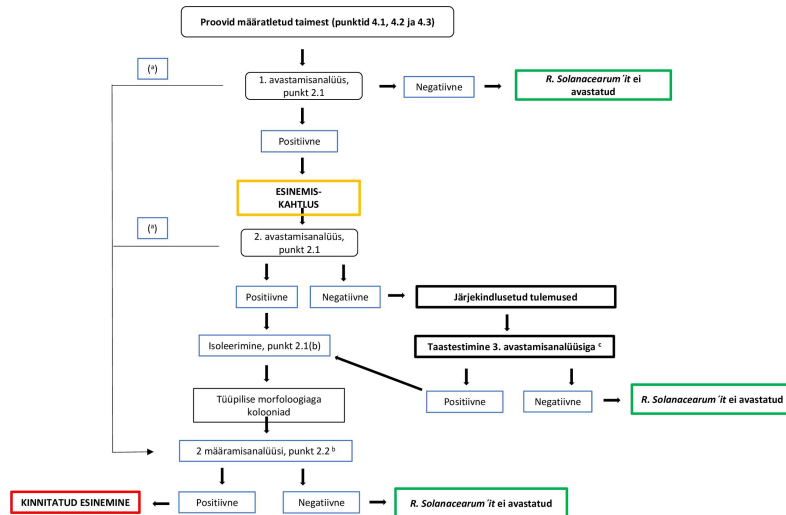 Proovid määratletud taimest (punktid 4.1, 4.2 ja 4.3)
(ᵃ)
1. avastamisanalüüs,
punkt 2.1
Negatiivne
R. Solanacearum´it ei
avastatud
Positiivne
ESINEMIS-
KAHTLUS
(ᵃ)
2. avastamisanalüüs,
punkt 2.1
Positiivne
Negatiivne
Järjekindlusetud tulemused
Isoleerimine, punkt 2.1(b)
Taastestimine 3. avastamisanalüüsiga ᶜ
Tüüpilise morfoloogiaga
kolooniad
Positiivne
Negatiivne
R. Solanacearum´it ei avastatud
2 määramisanalüüsi, punkt 2.2 ᵇ
KINNITATUD ESINEMINE
Positiivne
Negatiivne
R. Solanacearum´it ei avastatud